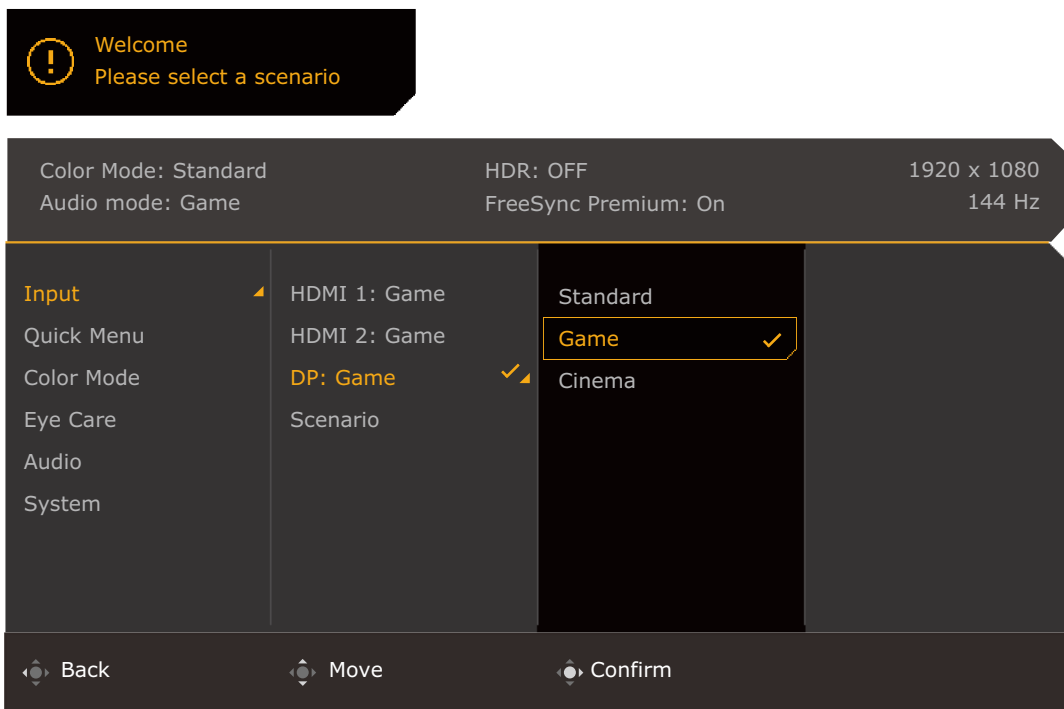 Welcome
Please select a scenario
Color Mode: Standard
Audio mode: Game
HDR: OFF
FreeSync Premium: On
1920 x 1080
144 Hz
Input
Quick Menu
Color Mode
Eye Care
Audio
System
HDMI 1: Game
HDMI 2: Game
DP: Game
Scenario
Standard
Game
Cinema
Back
Move
Confirm